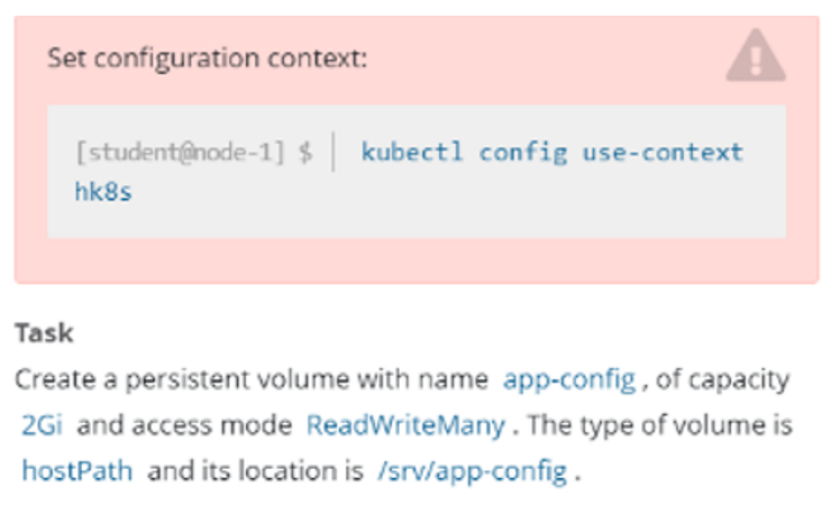 Set configuration context:
[student@node-1] $ | kubectl config use-context
hk8s
Task
Create a persistent volume with name app-config , of capacity
2Gi and access mode ReadWriteMany . The type of volume is
hostPath and its location is /srv/app-config .